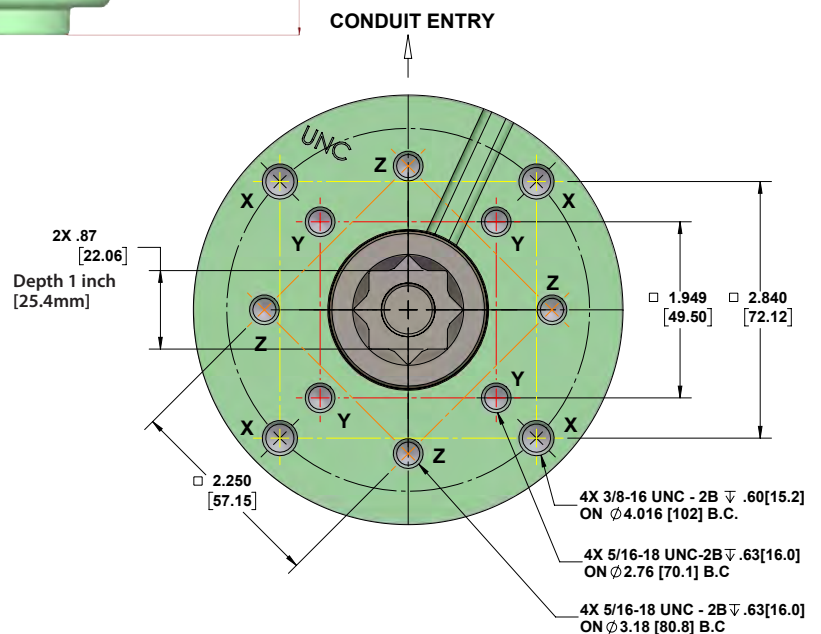 CONDUIT ENTRY
UNC
Z
X
X
Y
Y
2X .87
[22.06]
Depth 1 inch
[25.4mm]
Z
Z
□ 1.949
[49.50]
□ 2.840
[72.12]
Y
Y
X
X
Z
□ 2.250
[57.15]
4X 3/8-16 UNC - 2B ↧ .60[15.2]
ON ∅4.016 [102] B.C.
4X 5/16-18 UNC-2B ↧ .63[16.0]
ON ∅2.76 [70.1] B.C
4X 5/16-18 UNC - 2B ↧ .63[16.0]
ON ∅3.18 [80.8] B.C